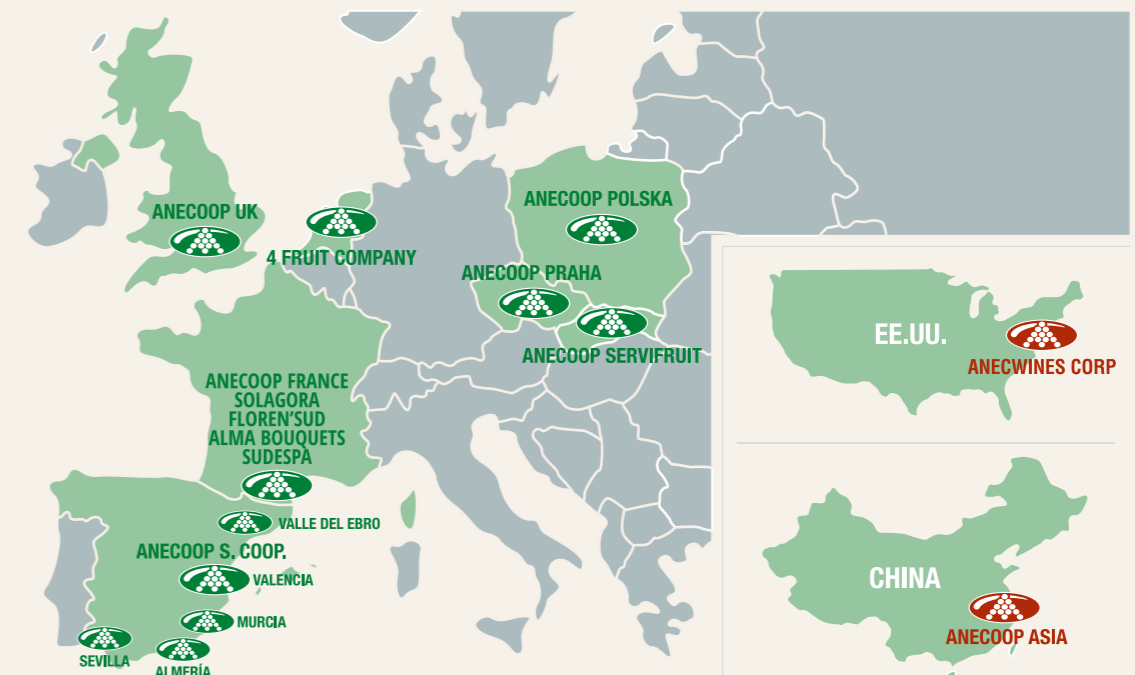 ANECOOP UK
4 FRUIT COMPANY
ANECOOP POLSKA
ANECOOP PRAHA
ANECOOP SERVIFRUIT
ANECOOP FRANCE
SOLAGORA
FLOREN'SUD
ALMA BOUQUETS
SUDESPA
VALLE DEL EBRO
ANECOOP S. COOP.
VALENCIA
MURCIA
SEVILLA
ALMERÍA
EE.UU.
ANECWINES CORP
CHINA
ANECOOP ASIA